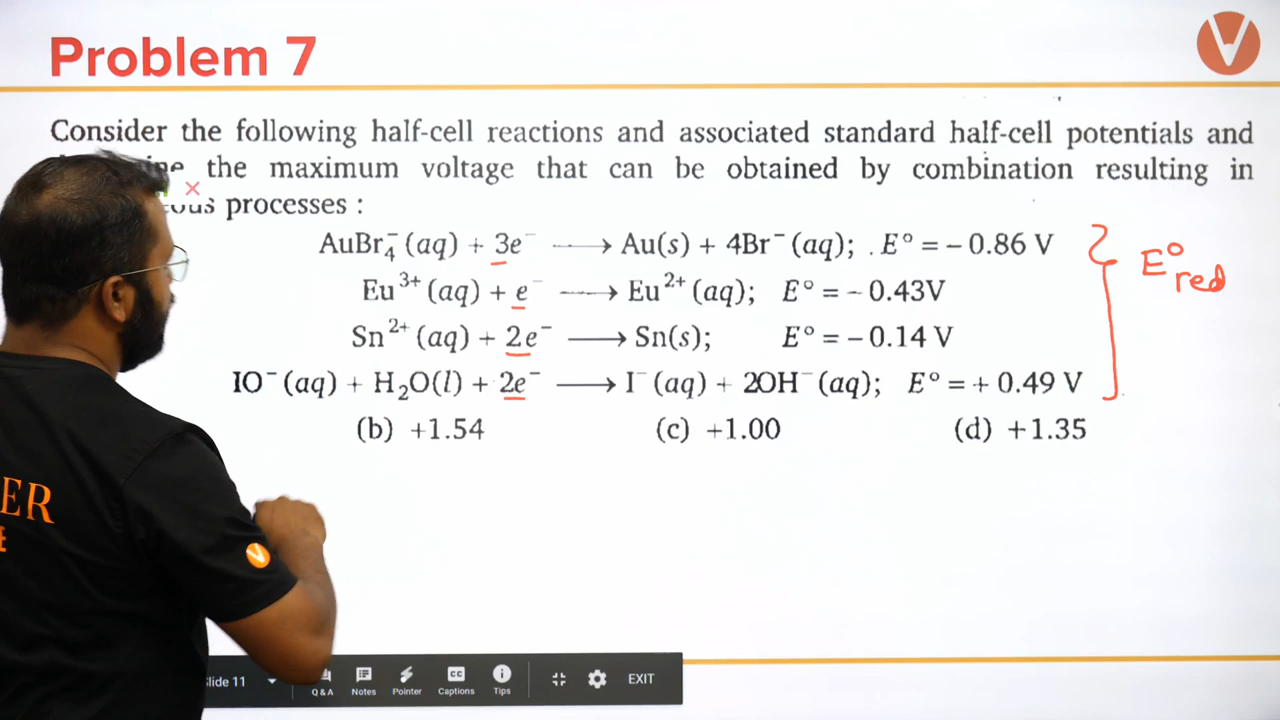 Problem 7
Consider the following half-cell reactions and associated standard half-cell potentials and
the maximum voltage that can be obtained by combination resulting in
processes :
AuBr₄⁻(aq) + 3e⁻ ⟶ Au(s) + 4Br⁻(aq); . E° = − 0.86 V
Eu³⁺(aq) + e⁻ ⟶ Eu²⁺(aq); E° = − 0.43V
Sn²⁺(aq) + 2e⁻ ⟶ Sn(s); E° = − 0.14 V
IO⁻(aq) + H₂O(l) + 2e⁻ ⟶ I⁻(aq) + 2OH⁻(aq); E° = + 0.49 V
E°red
(b) +1.54 (c) +1.00 (d) +1.35
ER
Q&A Notes Pointer Captions Tips EXIT
11